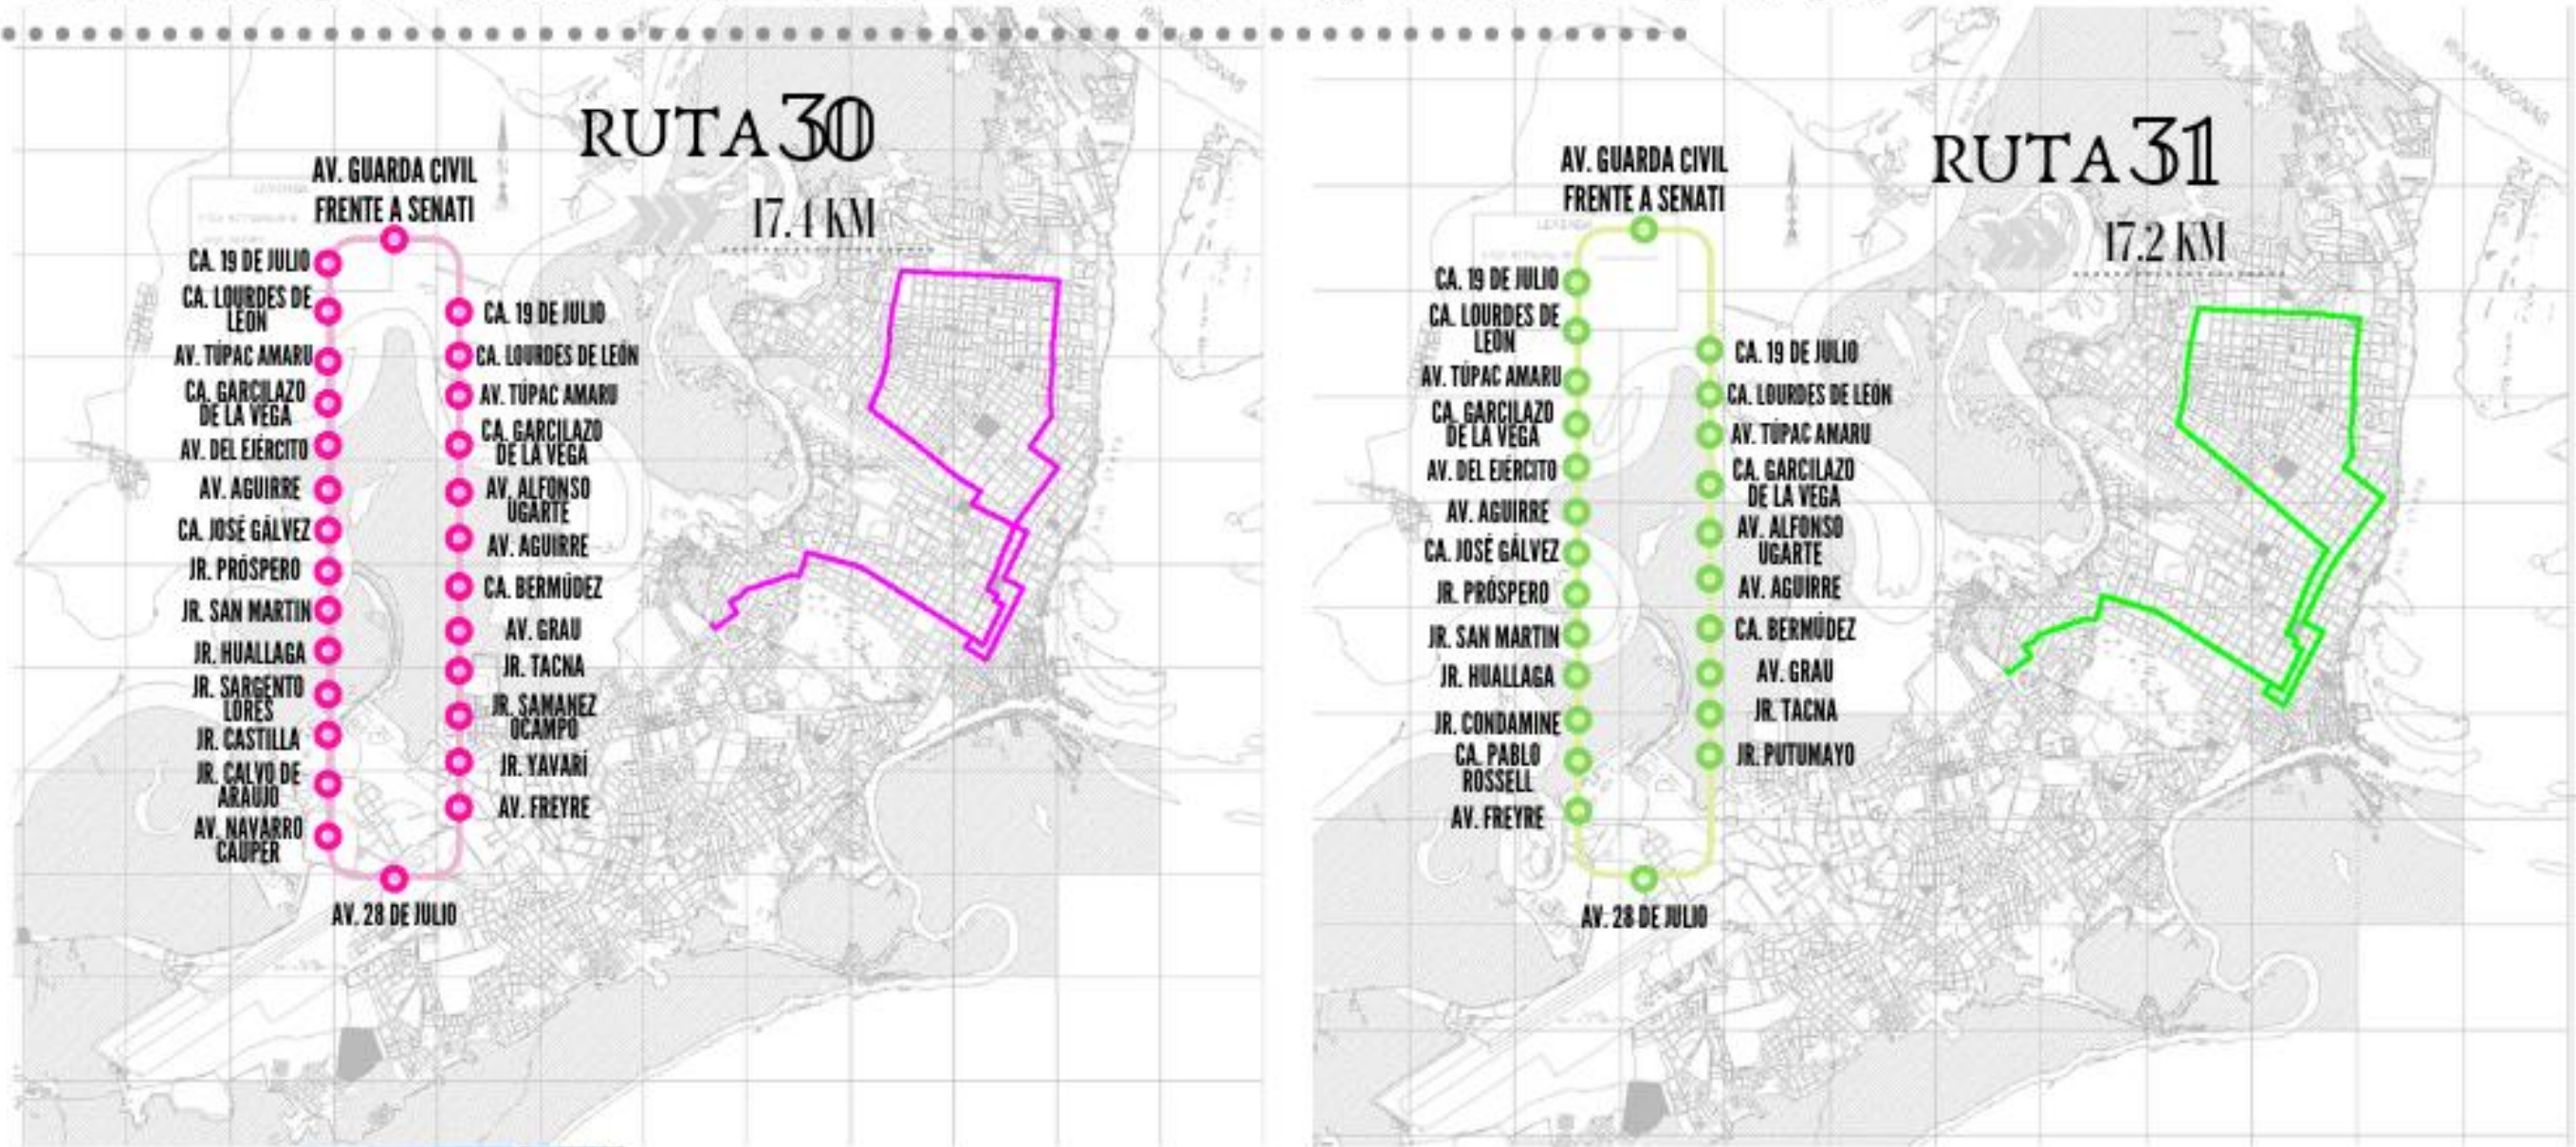 RUTA 30
17.4 KM
AV. GUARDA CIVIL
FRENTE A SENATI
CA. 19 DE JULIO
CA. LOURDES DE
LEÓN
AV. TÚPAC AMARU
CA. GARCILAZO
DE LA VEGA
AV. DEL EJÉRCITO
AV. AGUIRRE
CA. JOSÉ GÁLVEZ
JR. PRÓSPERO
JR. SAN MARTIN
JR. HUALLAGA
JR. SARGENTO
LORES
JR. CASTILLA
JR. CALVO DE
ARAUJO
AV. NAVARRO
CAUPER
CA. 19 DE JULIO
CA. LOURDES DE LEÓN
AV. TÚPAC AMARU
CA. GARCILAZO
DE LA VEGA
AV. ALFONSO
UGARTE
AV. AGUIRRE
CA. BERMÚDEZ
AV. GRAU
JR. TACNA
JR. SAMANEZ
OCAMPO
JR. YAVARÍ
AV. FREYRE
AV. 28 DE JULIO
RUTA 31
17.2 KM
AV. GUARDA CIVIL
FRENTE A SENATI
CA. 19 DE JULIO
CA. LOURDES DE
LEÓN
AV. TÚPAC AMARU
CA. GARCILAZO
DE LA VEGA
AV. DEL EJÉRCITO
AV. AGUIRRE
CA. JOSÉ GÁLVEZ
JR. PRÓSPERO
JR. SAN MARTIN
JR. HUALLAGA
JR. CONDAMINE
CA. PABLO
ROSSELL
AV. FREYRE
CA. 19 DE JULIO
CA. LOURDES DE LEÓN
AV. TÚPAC AMARU
CA. GARCILAZO
DE LA VEGA
AV. ALFONSO
UGARTE
AV. AGUIRRE
CA. BERMÚDEZ
AV. GRAU
JR. TACNA
JR. PUTUMAYO
AV. 28 DE JULIO